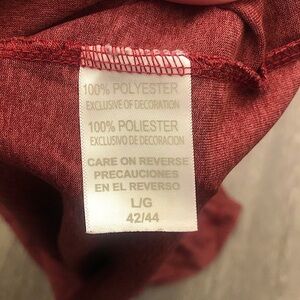 100% POLYESTER
EXCLUSIVE OF DECORATION
100% POLIESTER
EXCLUSIVO DE DECORACION
CARE ON REVERSE
PRECAUCIONES
EN EL REVERSO
L/G
42/44